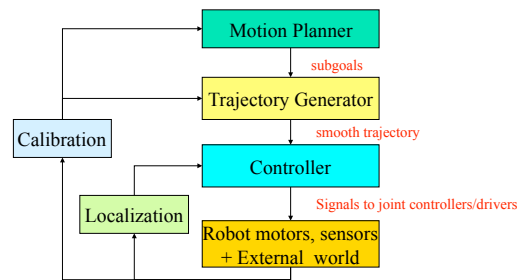 Motion Planner
subgoals
Trajectory Generator
smooth trajectory
Calibration
Controller
Signals to joint controllers/drivers
Localization
Robot motors, sensors
+ External world